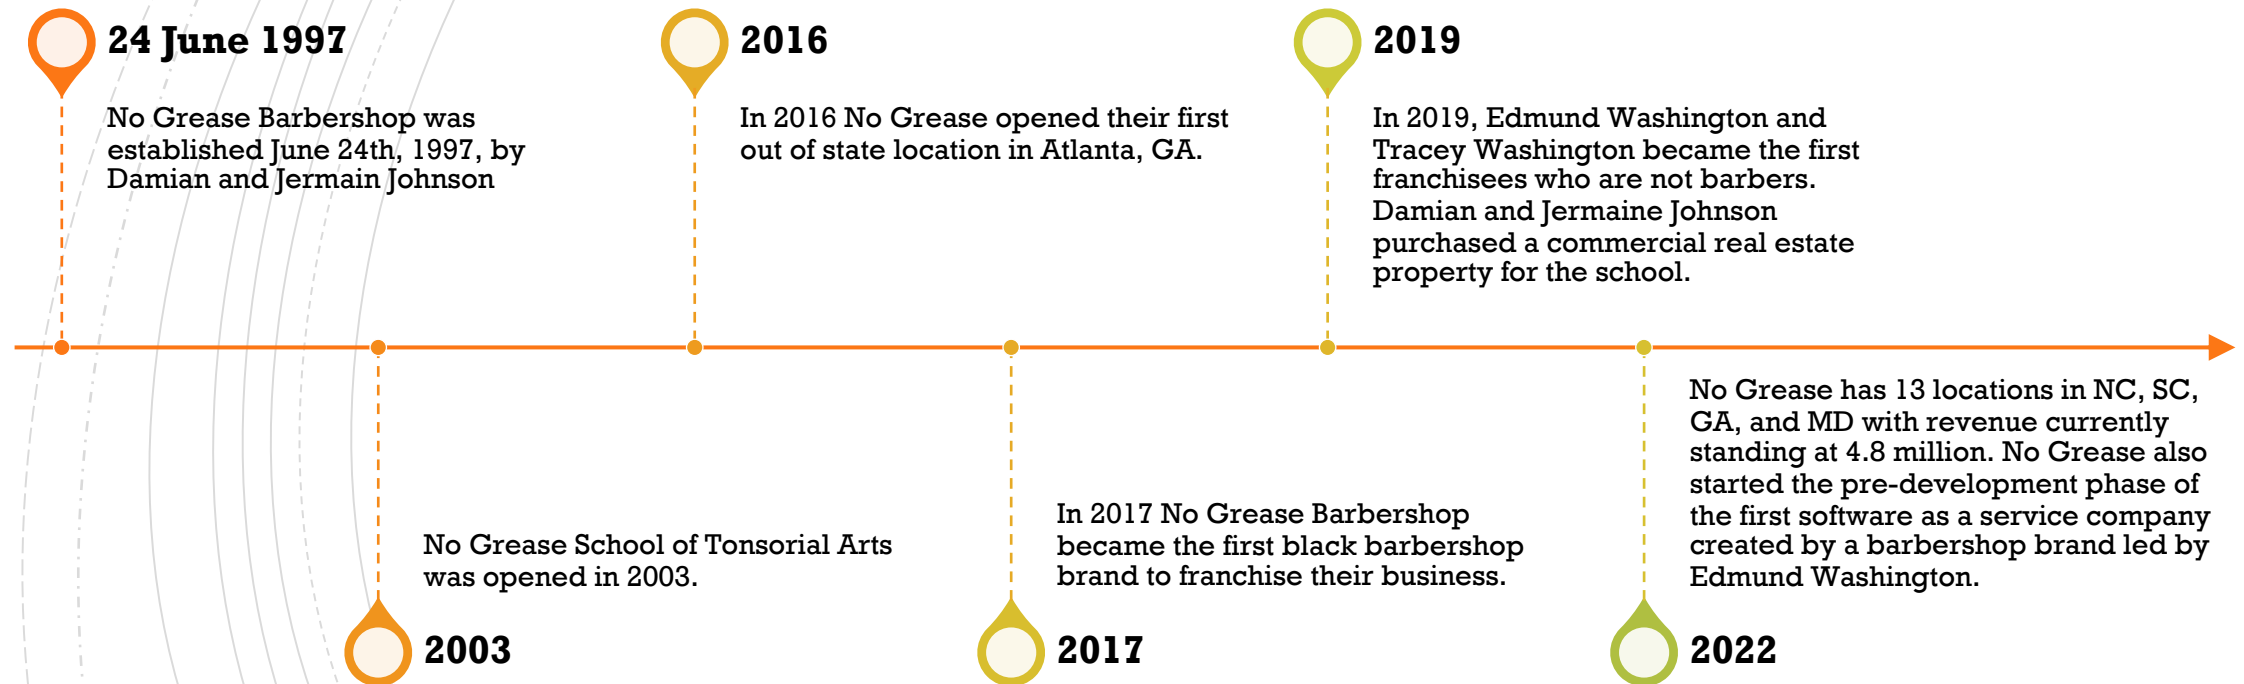 24 June 1997
No Grease Barbershop was
established June 24th, 1997, by
Damian and Jermain Johnson
No Grease School of Tonsorial Arts
was opened in 2003.
2003
2016
In 2016 No Grease opened their first
out of state location in Atlanta, GA.
In 2017 No Grease Barbershop
became the first black barbershop
brand to franchise their business.
2017
2019
In 2019, Edmund Washington and
Tracey Washington became the first
franchisees who are not barbers.
Damian and Jermaine Johnson
purchased a commercial real estate
property for the school.
No Grease has 13 locations in NC, SC,
GA, and MD with revenue currently
standing at 4.8 million. No Grease also
started the pre-development phase of
the first software as a service company
created by a barbershop brand led by
Edmund Washington.
2022